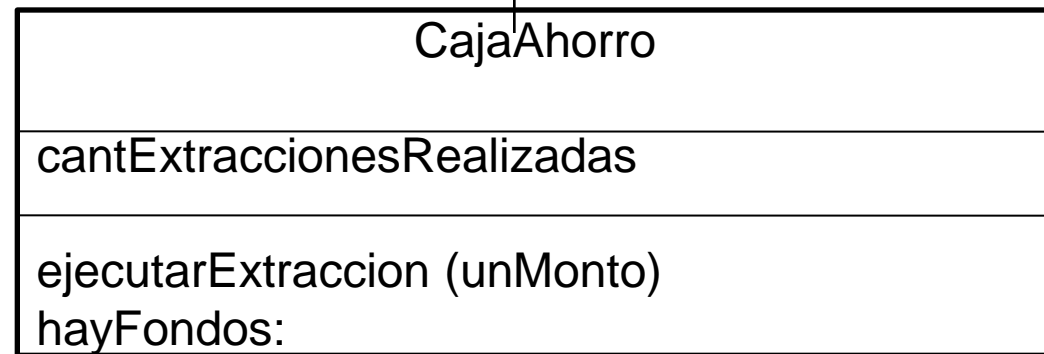 CajaAhorro
cantExtraccionesRealizadas
ejecutarExtraccion (unMonto)
hayFondos: